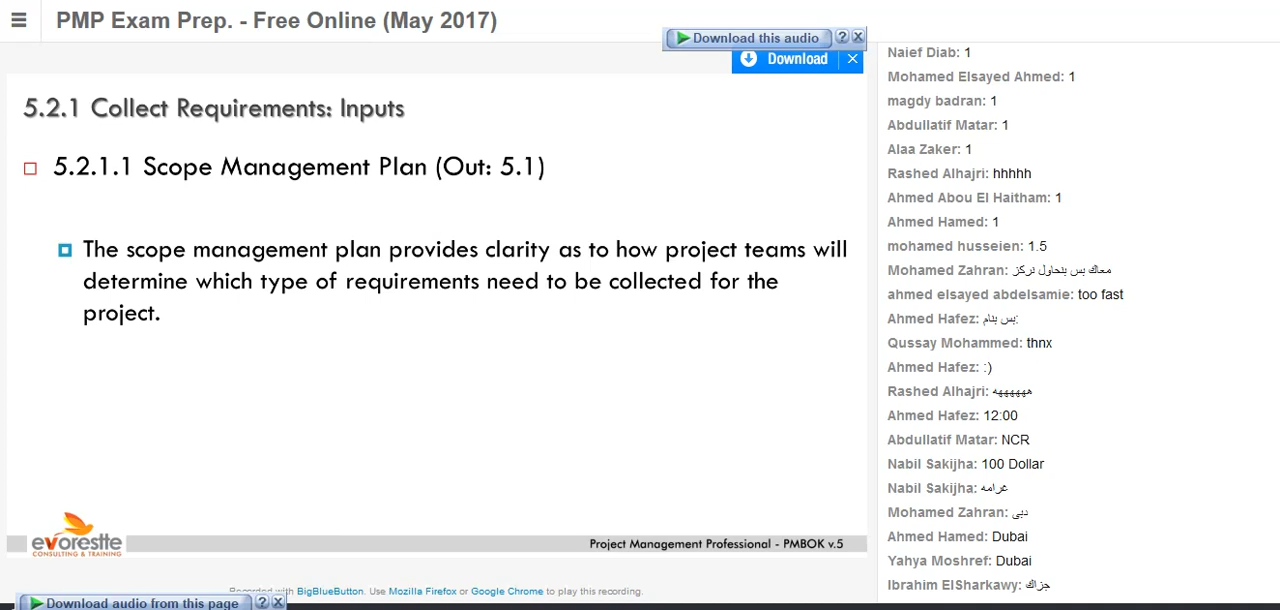 PMP Exam Prep. - Free Online (May 2017)
Download this audio
Download
5.2.1 Collect Requirements: Inputs
5.2.1.1 Scope Management Plan (Out: 5.1)
The scope management plan provides clarity as to how project teams will
determine which type of requirements need to be collected for the
project.
evorestte
CONSULTING & TRAINING
Project Management Professional - PMBOK v.5
Recorded with BigBlueButton. Use Mozilla Firefox or Google Chrome to play this recording.
Download audio from this page
Naief Diab: 1
Mohamed Elsayed Ahmed: 1
magdy badran: 1
Abdullatif Matar: 1
Alaa Zaker: 1
Rashed Alhajri: hhhhh
Ahmed Abou El Haitham: 1
Ahmed Hamed: 1
mohamed husseien: 1.5
Mohamed Zahran: معاك بس بنحاول نركز
ahmed elsayed abdelsamie: too fast
Ahmed Hafez: بس بنام:
Qussay Mohammed: thnx
Ahmed Hafez: :)
Rashed Alhajri: ههههههه
Ahmed Hafez: 12:00
Abdullatif Matar: NCR
Nabil Sakijha: 100 Dollar
Nabil Sakijha: غرامه
Mohamed Zahran: دبى
Ahmed Hamed: Dubai
Yahya Moshref: Dubai
Ibrahim ElSharkawy: جزاك